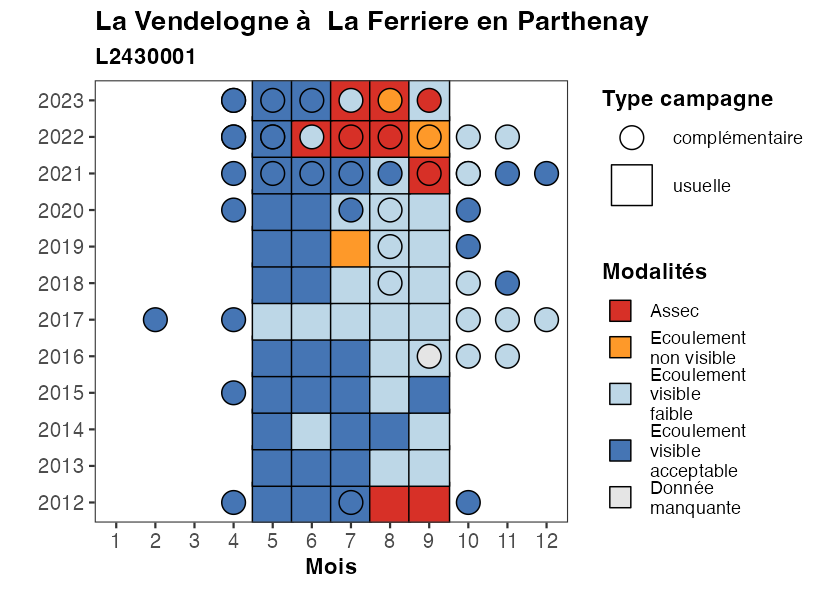 La Vendelogne à  La Ferriere en Parthenay
L2430001
2023
2022
2021
2020
2019
2018
2017
2016
2015
2014
2013
2012
1 2 3 4 5 6 7 8 9 10 11 12
Mois
Type campagne
complémentaire
usuelle
Modalités
Assec
Ecoulement
non visible
Ecoulement
visible
faible
Ecoulement
visible
acceptable
Donnée
manquante